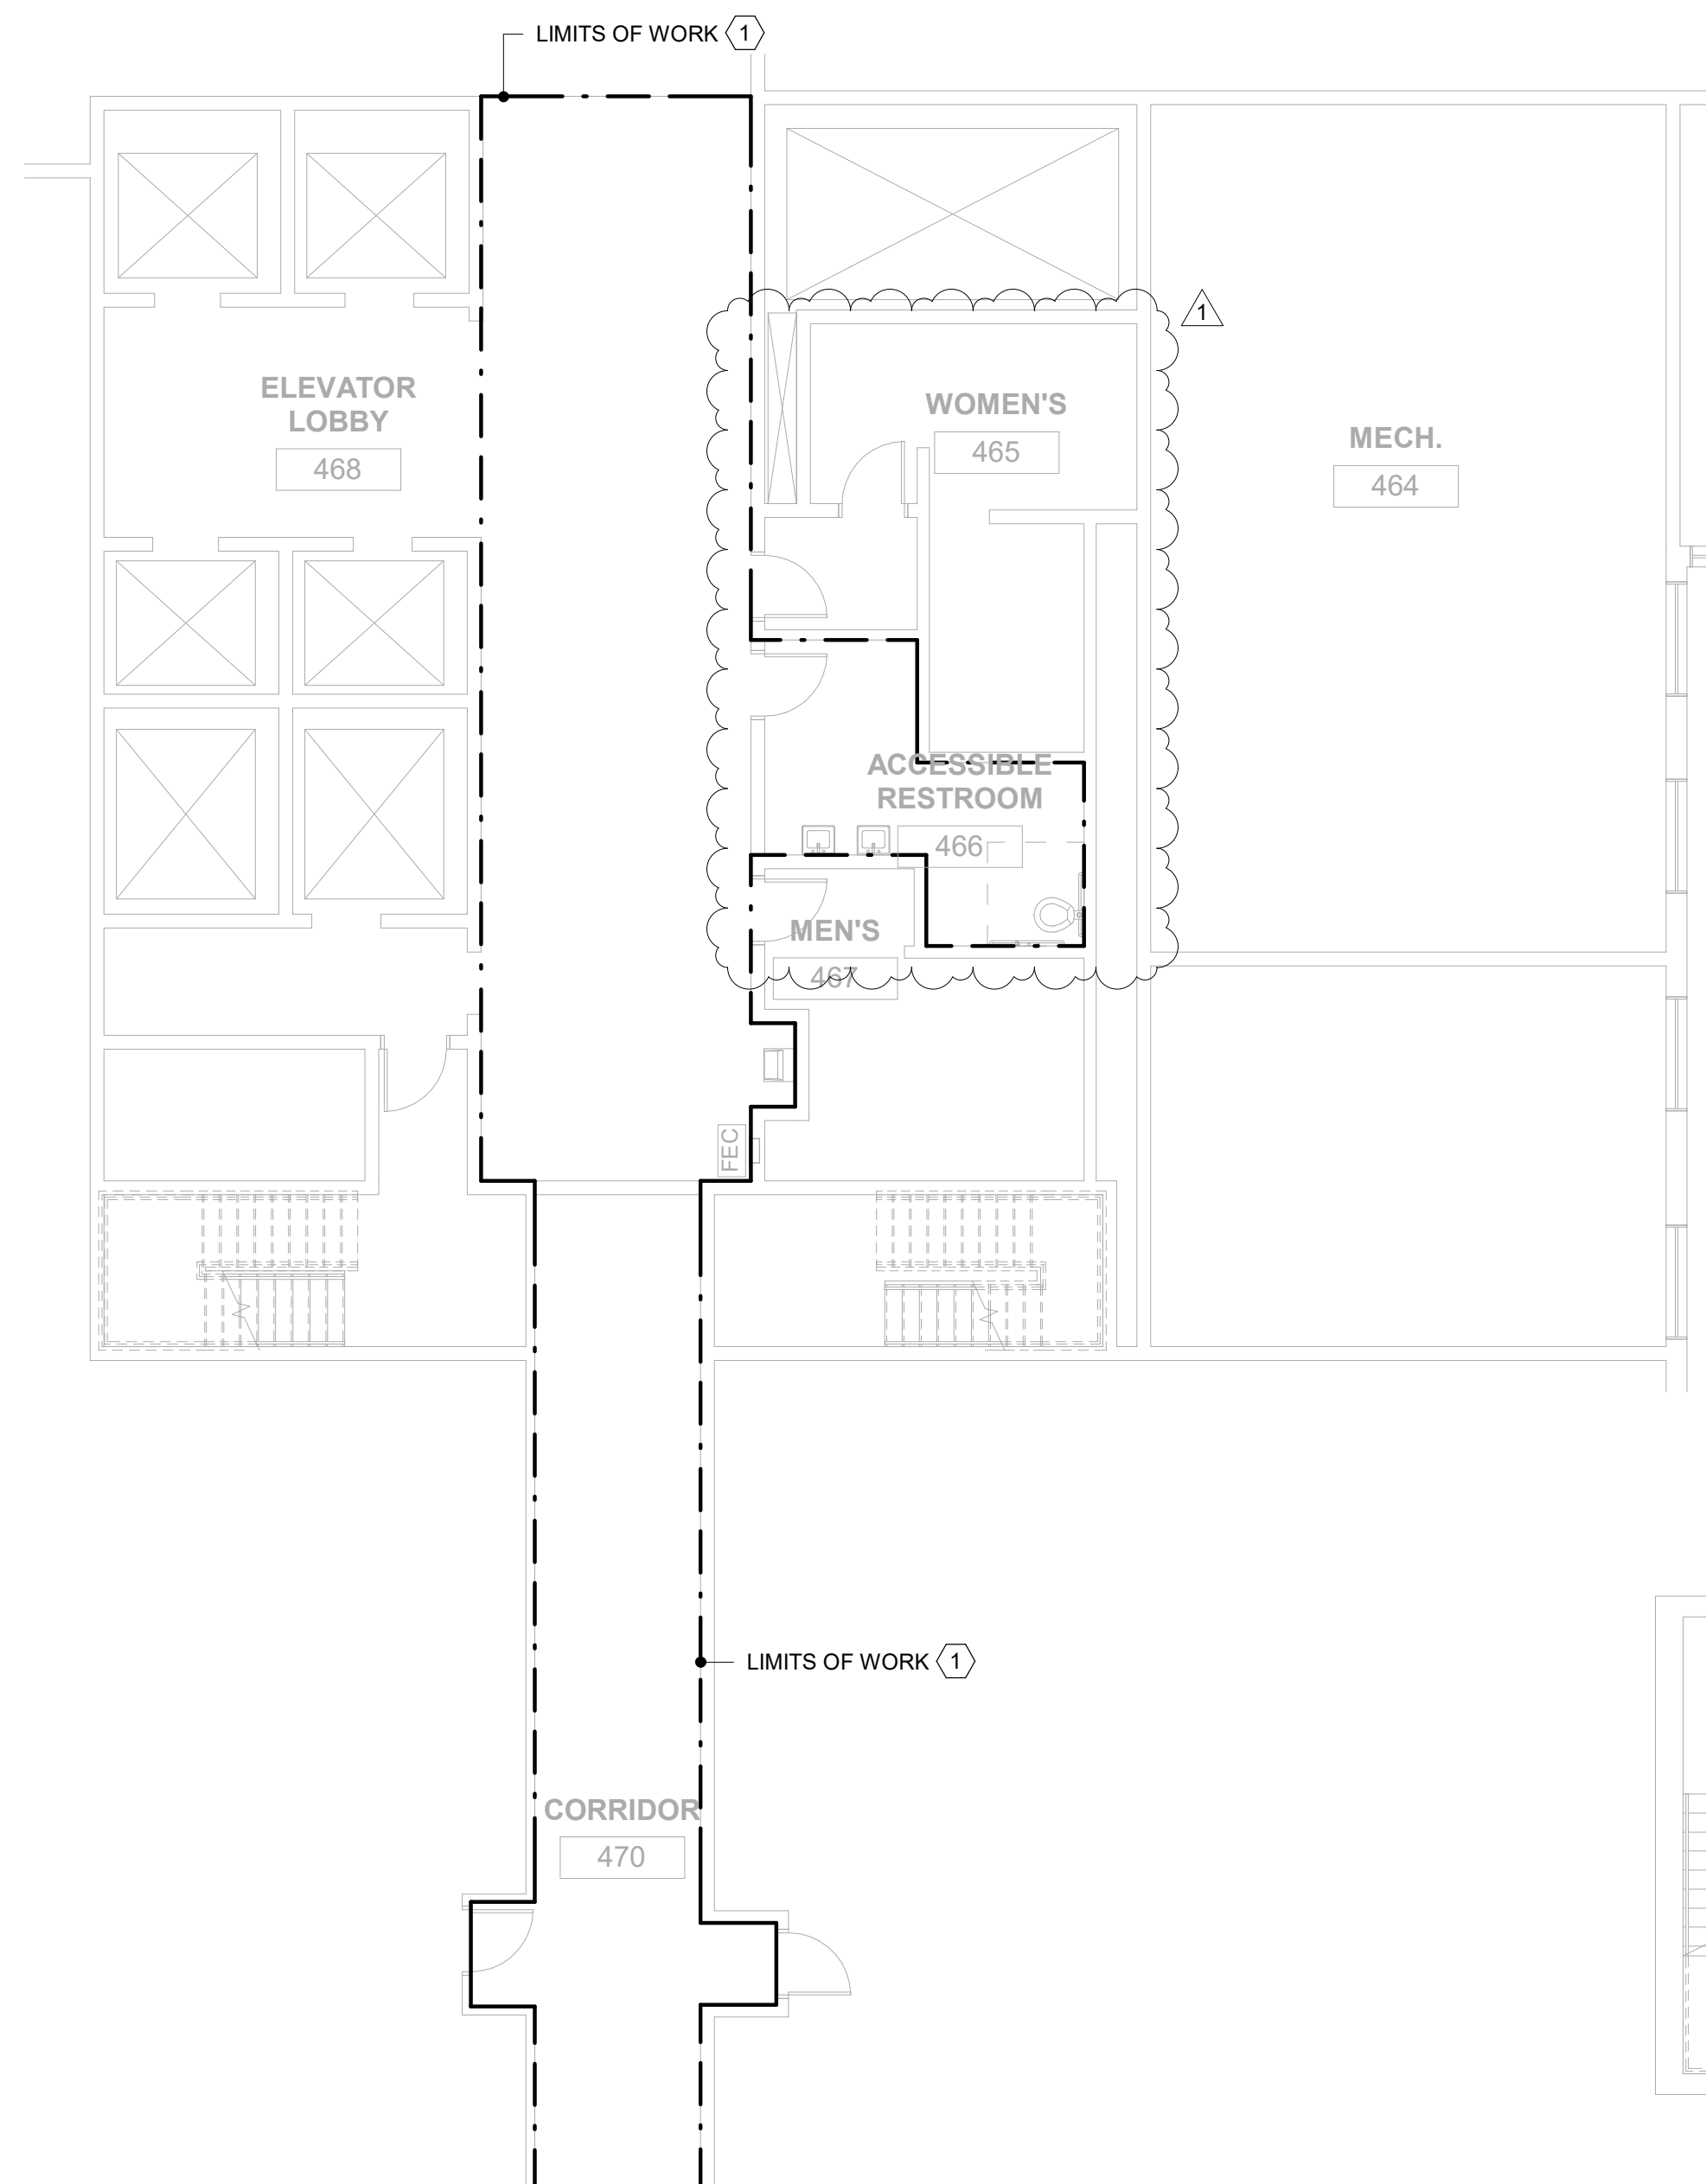 LIMITS OF WORK 1
1
ELEVATOR
LOBBY
468
WOMEN'S
465
MECH.
464
ACCESSIBLE
RESTROOM
466
MEN'S
467
FEC
LIMITS OF WORK 1
CORRIDOR
470